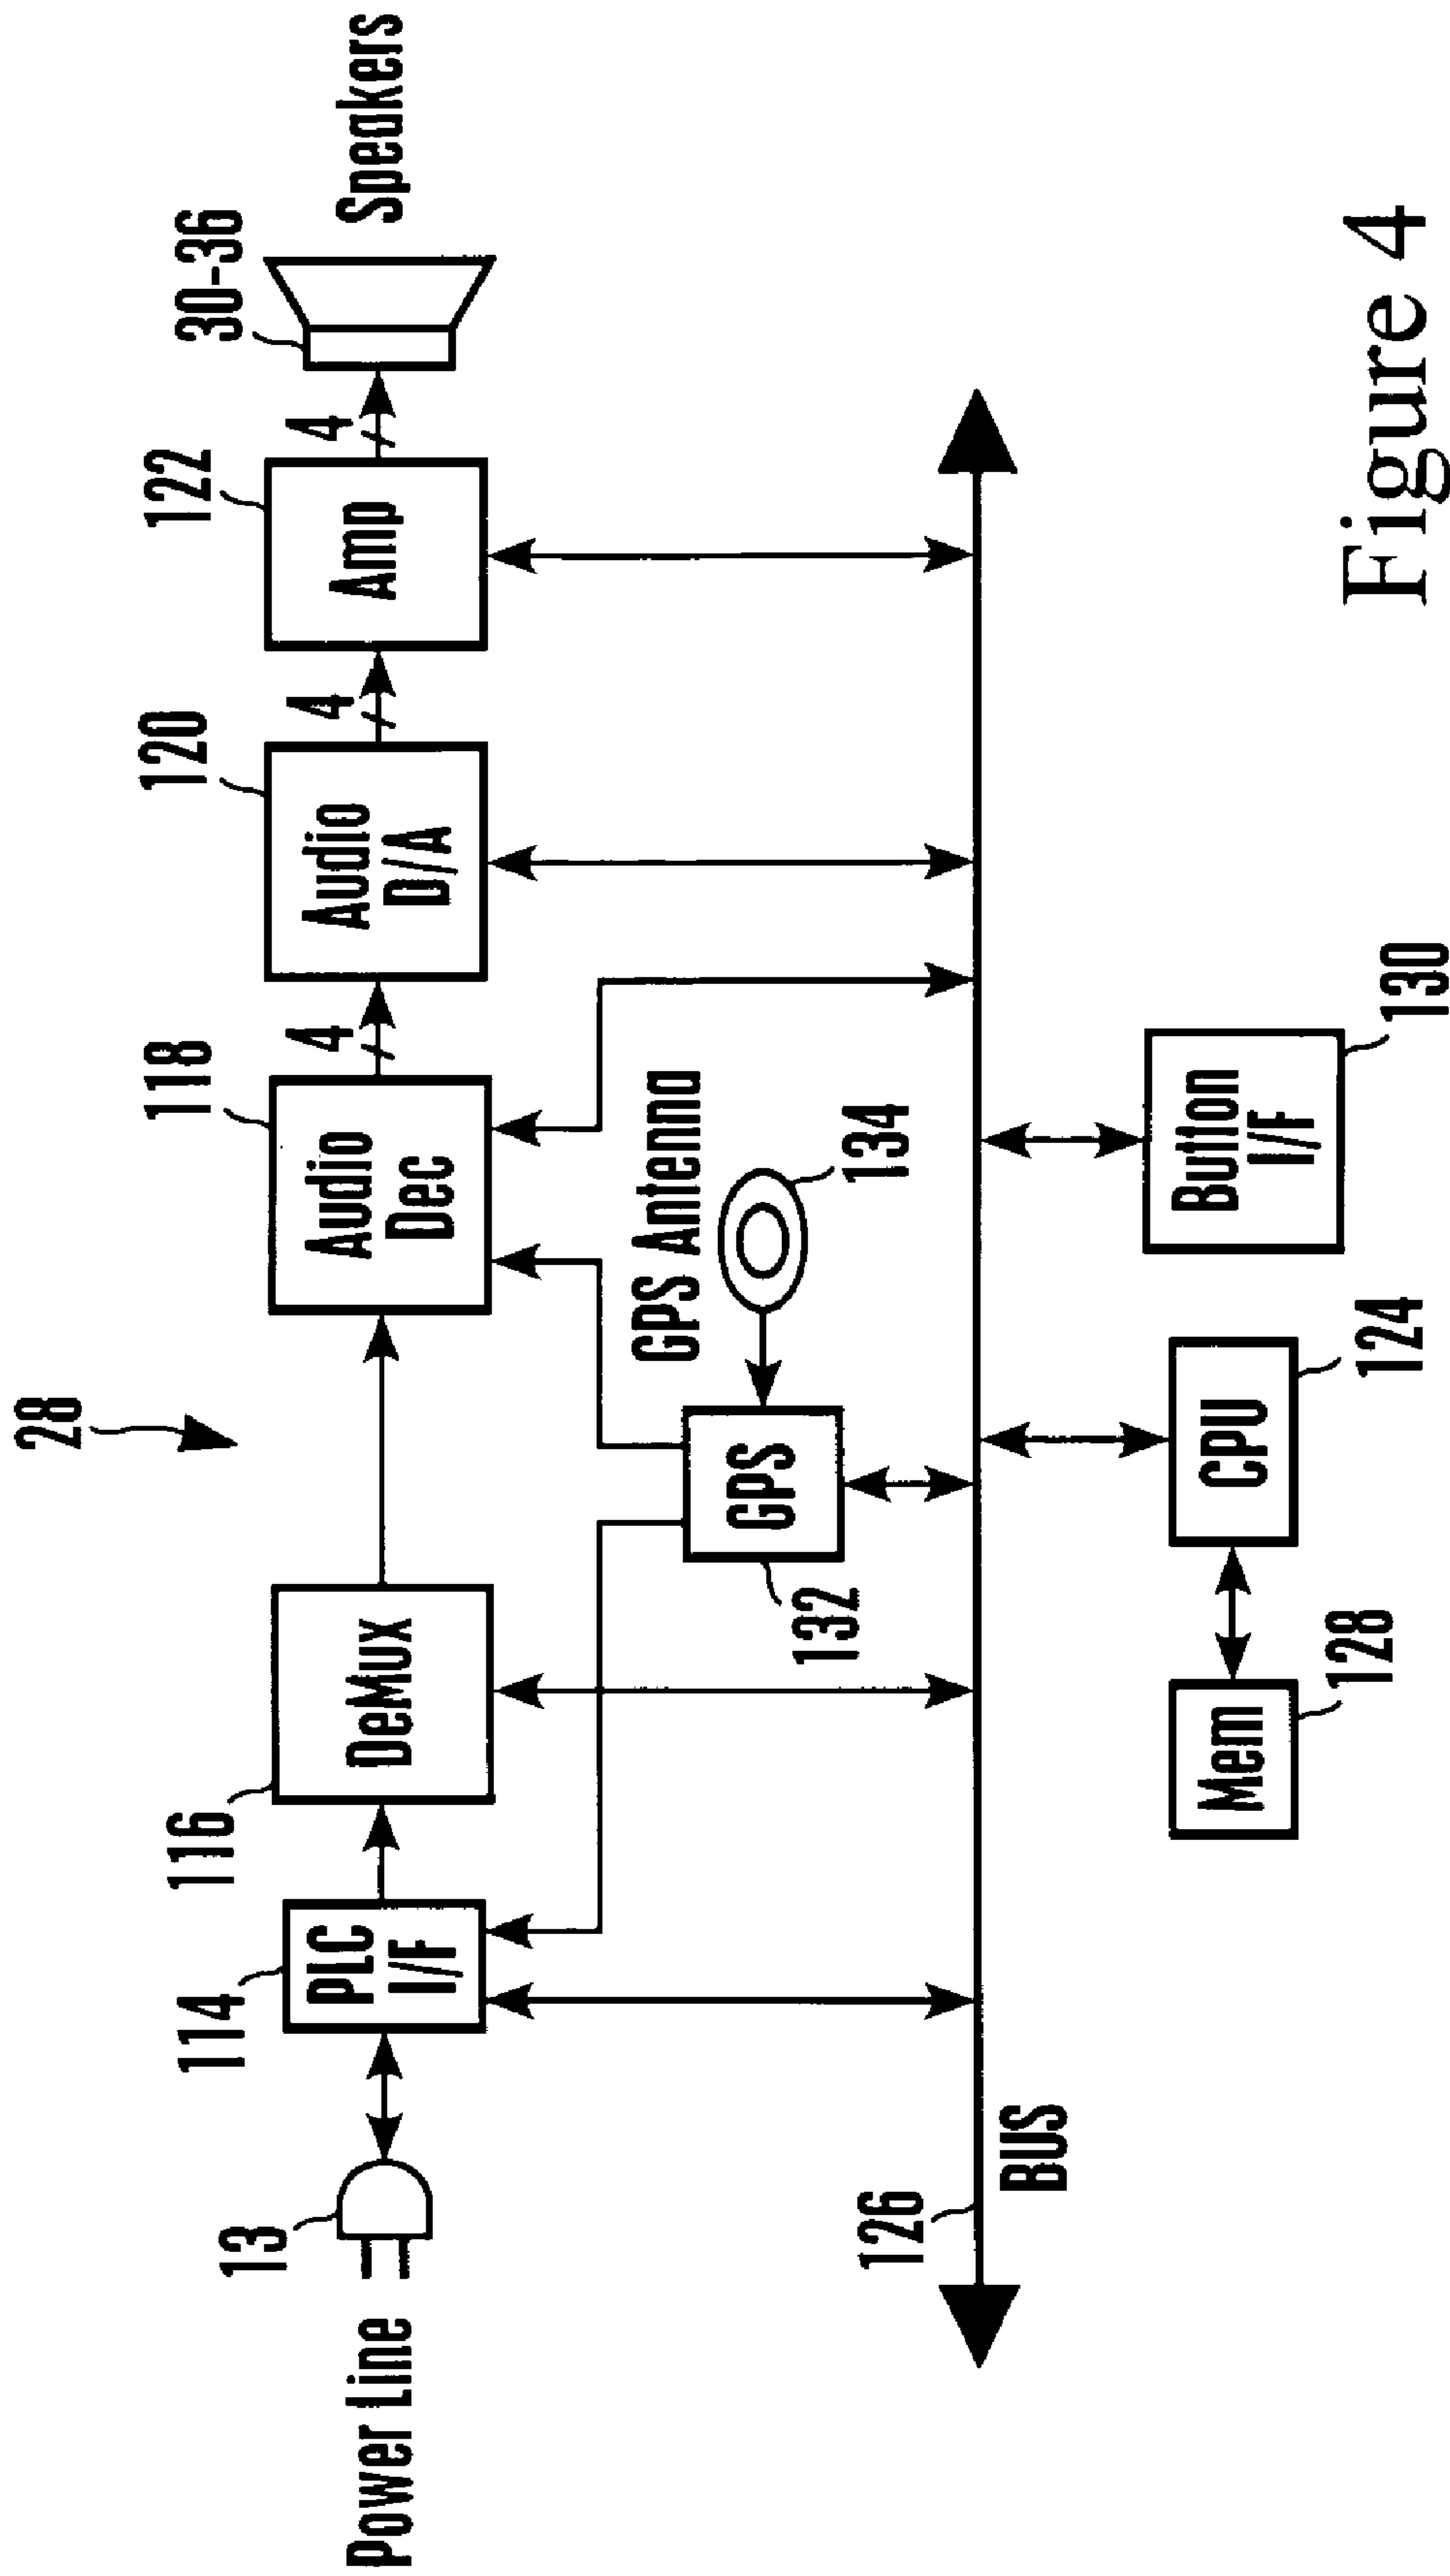 28
122
120
118
116
114
13
30-36
4
4
4
Power Line
PLC
I/F
DeMux
Audio
Dec
Audio
D/A
Amp
Speakers
GPS Antenna
GPS
132
134
126
BUS
Mem
128
CPU
124
Button
I/F
130
Figure 4